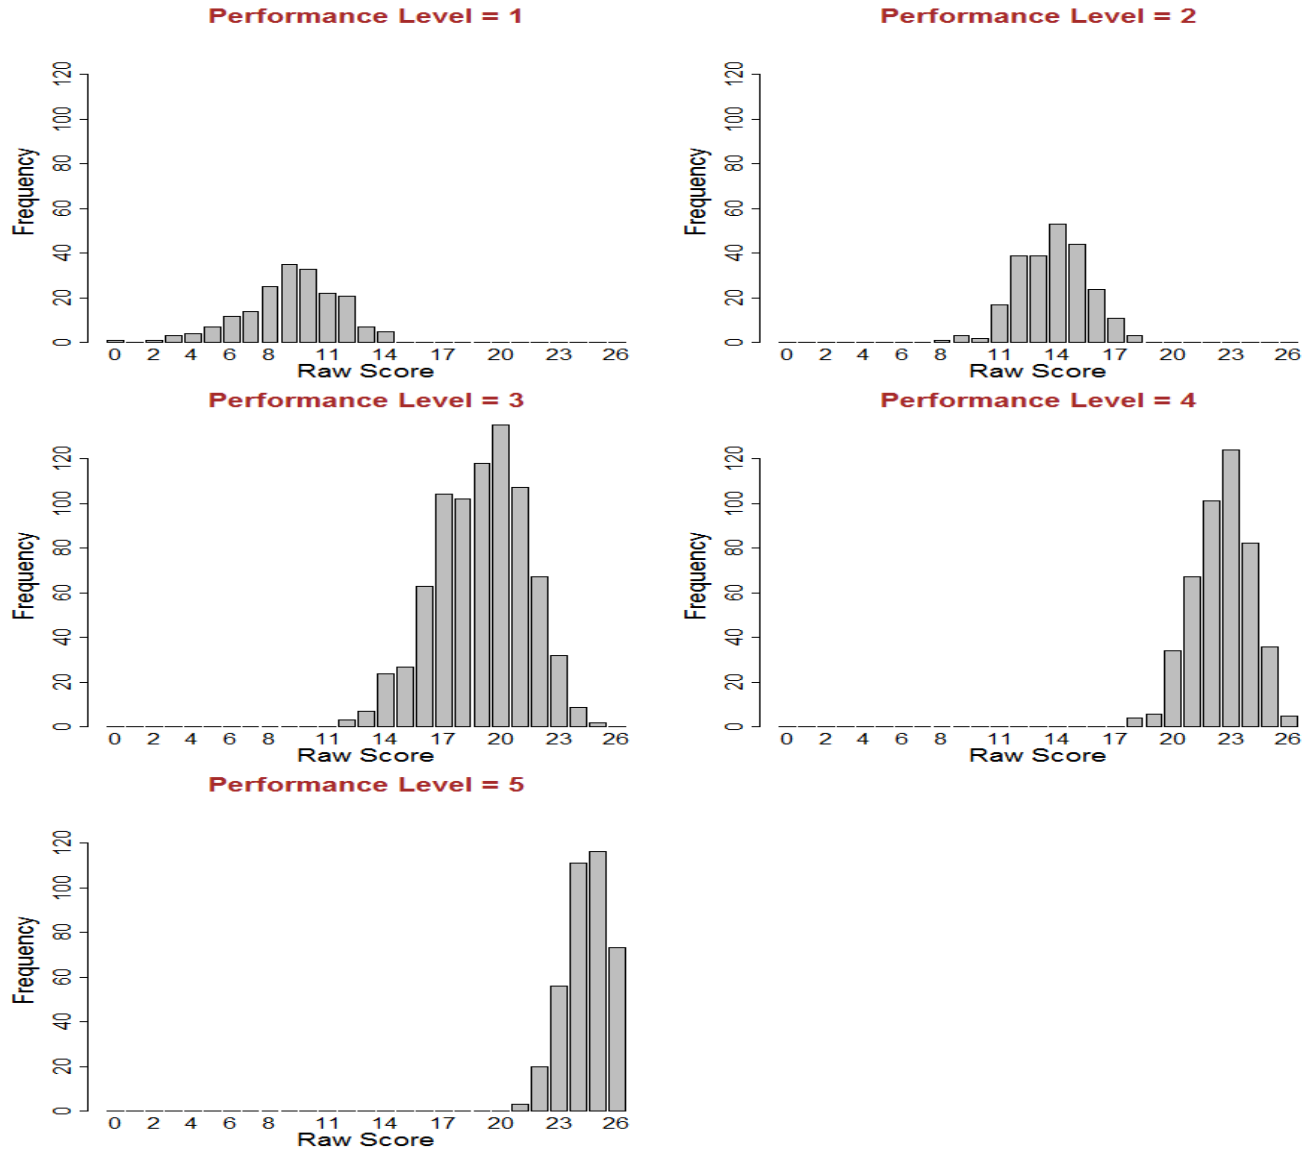 Performance Level = 1
Performance Level = 2
Frequency
120
100
80
60
40
20
0
0 2 4 6 8 11 14 17 20 23 26
Raw Score
Frequency
120
100
80
60
40
20
0
0 2 4 6 8 11 14 17 20 23 26
Raw Score
Performance Level = 3
Performance Level = 4
Frequency
120
100
80
60
40
20
0
0 2 4 6 8 11 14 17 20 23 26
Raw Score
Frequency
120
100
80
60
40
20
0
0 2 4 6 8 11 14 17 20 23 26
Raw Score
Performance Level = 5
Frequency
120
100
80
60
40
20
0
0 2 4 6 8 11 14 17 20 23 26
Raw Score